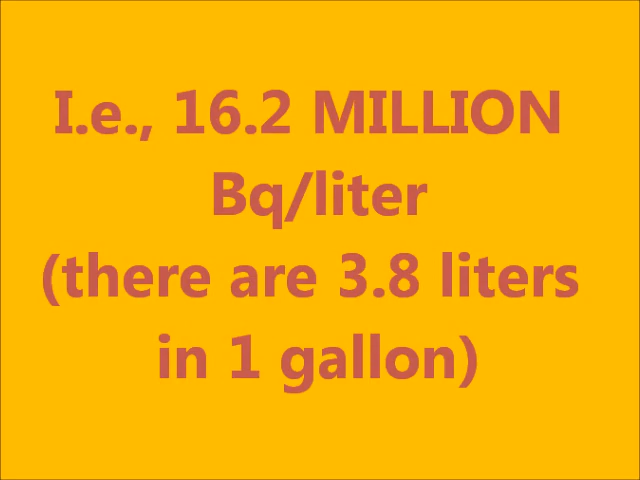 I.e., 16.2 MILLION
Bq/liter
(there are 3.8 liters
in 1 gallon)